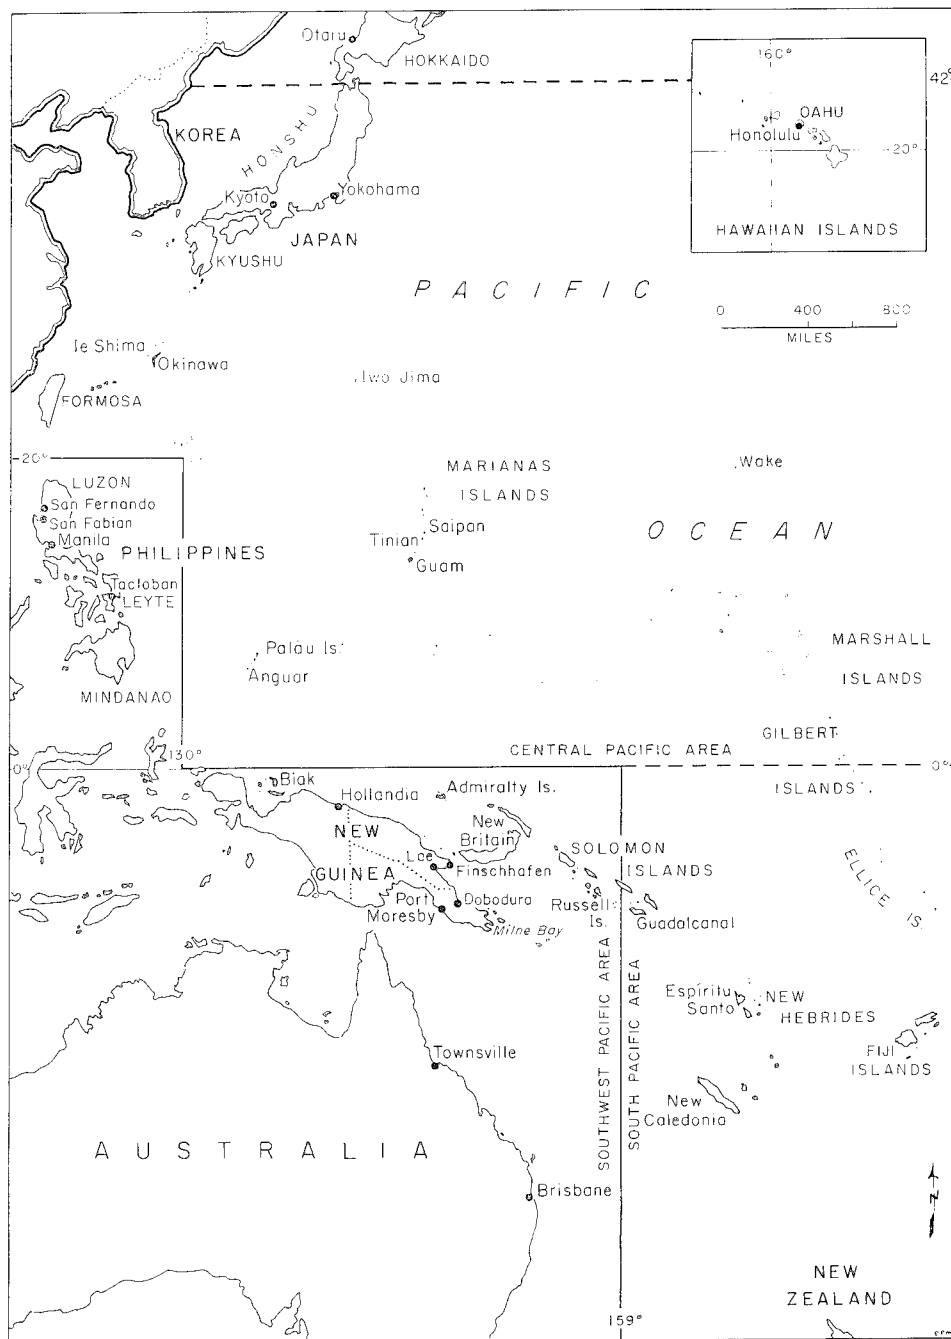 Otaru
HOKKAIDO
160°
42°
OAHU
Honolulu
20°
HAWAIIAN ISLANDS
KOREA
HONSHU
Kyoto
Yokohama
JAPAN
KYUSHU
PACIFIC
0 400 800
MILES
Ie Shima
Okinawa
Iwo Jima
FORMOSA
20°
LUZON
San Fernando
San Fabian
Manila
PHILIPPINES
Tacloban
LEYTE
MINDANAO
MARIANAS
ISLANDS
Saipan
Tinian
Guam
Wake
OCEAN
Palau Is.
Anguar
MARSHALL
ISLANDS
GILBERT
ISLANDS
130°
0°
CENTRAL PACIFIC AREA
0°
Biak
Hollandia
Admiralty Is.
New
Britain
NEW
GUINEA
Lae
Finschhafen
Port
Moresby
Dobodura
Milne Bay
SOLOMON
ISLANDS
Russell
Is.
Guadalcanal
ELLICE IS.
SOUTHWEST PACIFIC AREA
SOUTH PACIFIC AREA
Espiritu
Santo
NEW
HEBRIDES
FIJI
ISLANDS
New
Caledonia
Townsville
AUSTRALIA
Brisbane
N
NEW
ZEALAND
159°